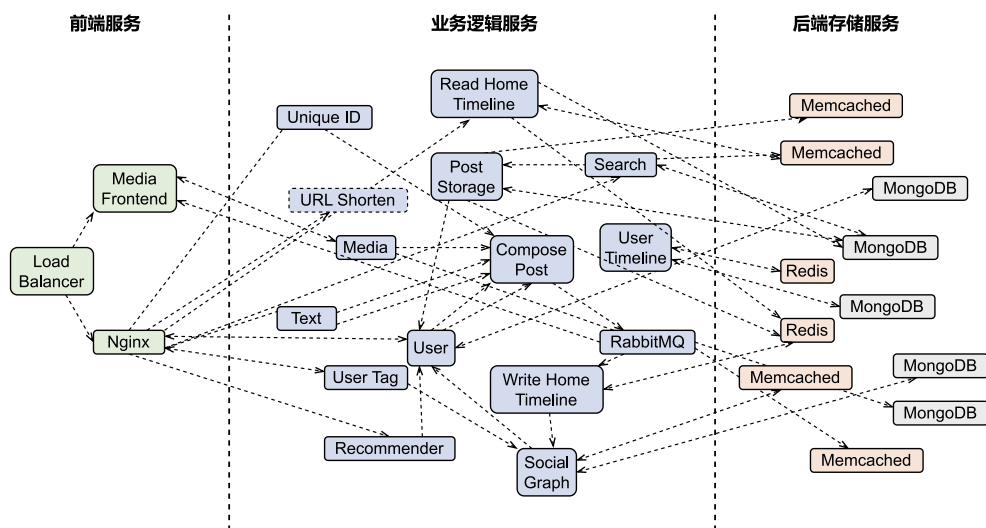 前端服务
业务逻辑服务
后端存储服务
Read Home
Timeline
Memcached
Unique ID
Memcached
Post
Storage
Search
Media
Frontend
MongoDB
URL Shorten
Media
Compose
Post
User
Timeline
MongoDB
Load
Balancer
Redis
MongoDB
Text
Nginx
User
RabbitMQ
Redis
User Tag
Write Home
Timeline
Memcached
MongoDB
MongoDB
Recommender
Social
Graph
Memcached